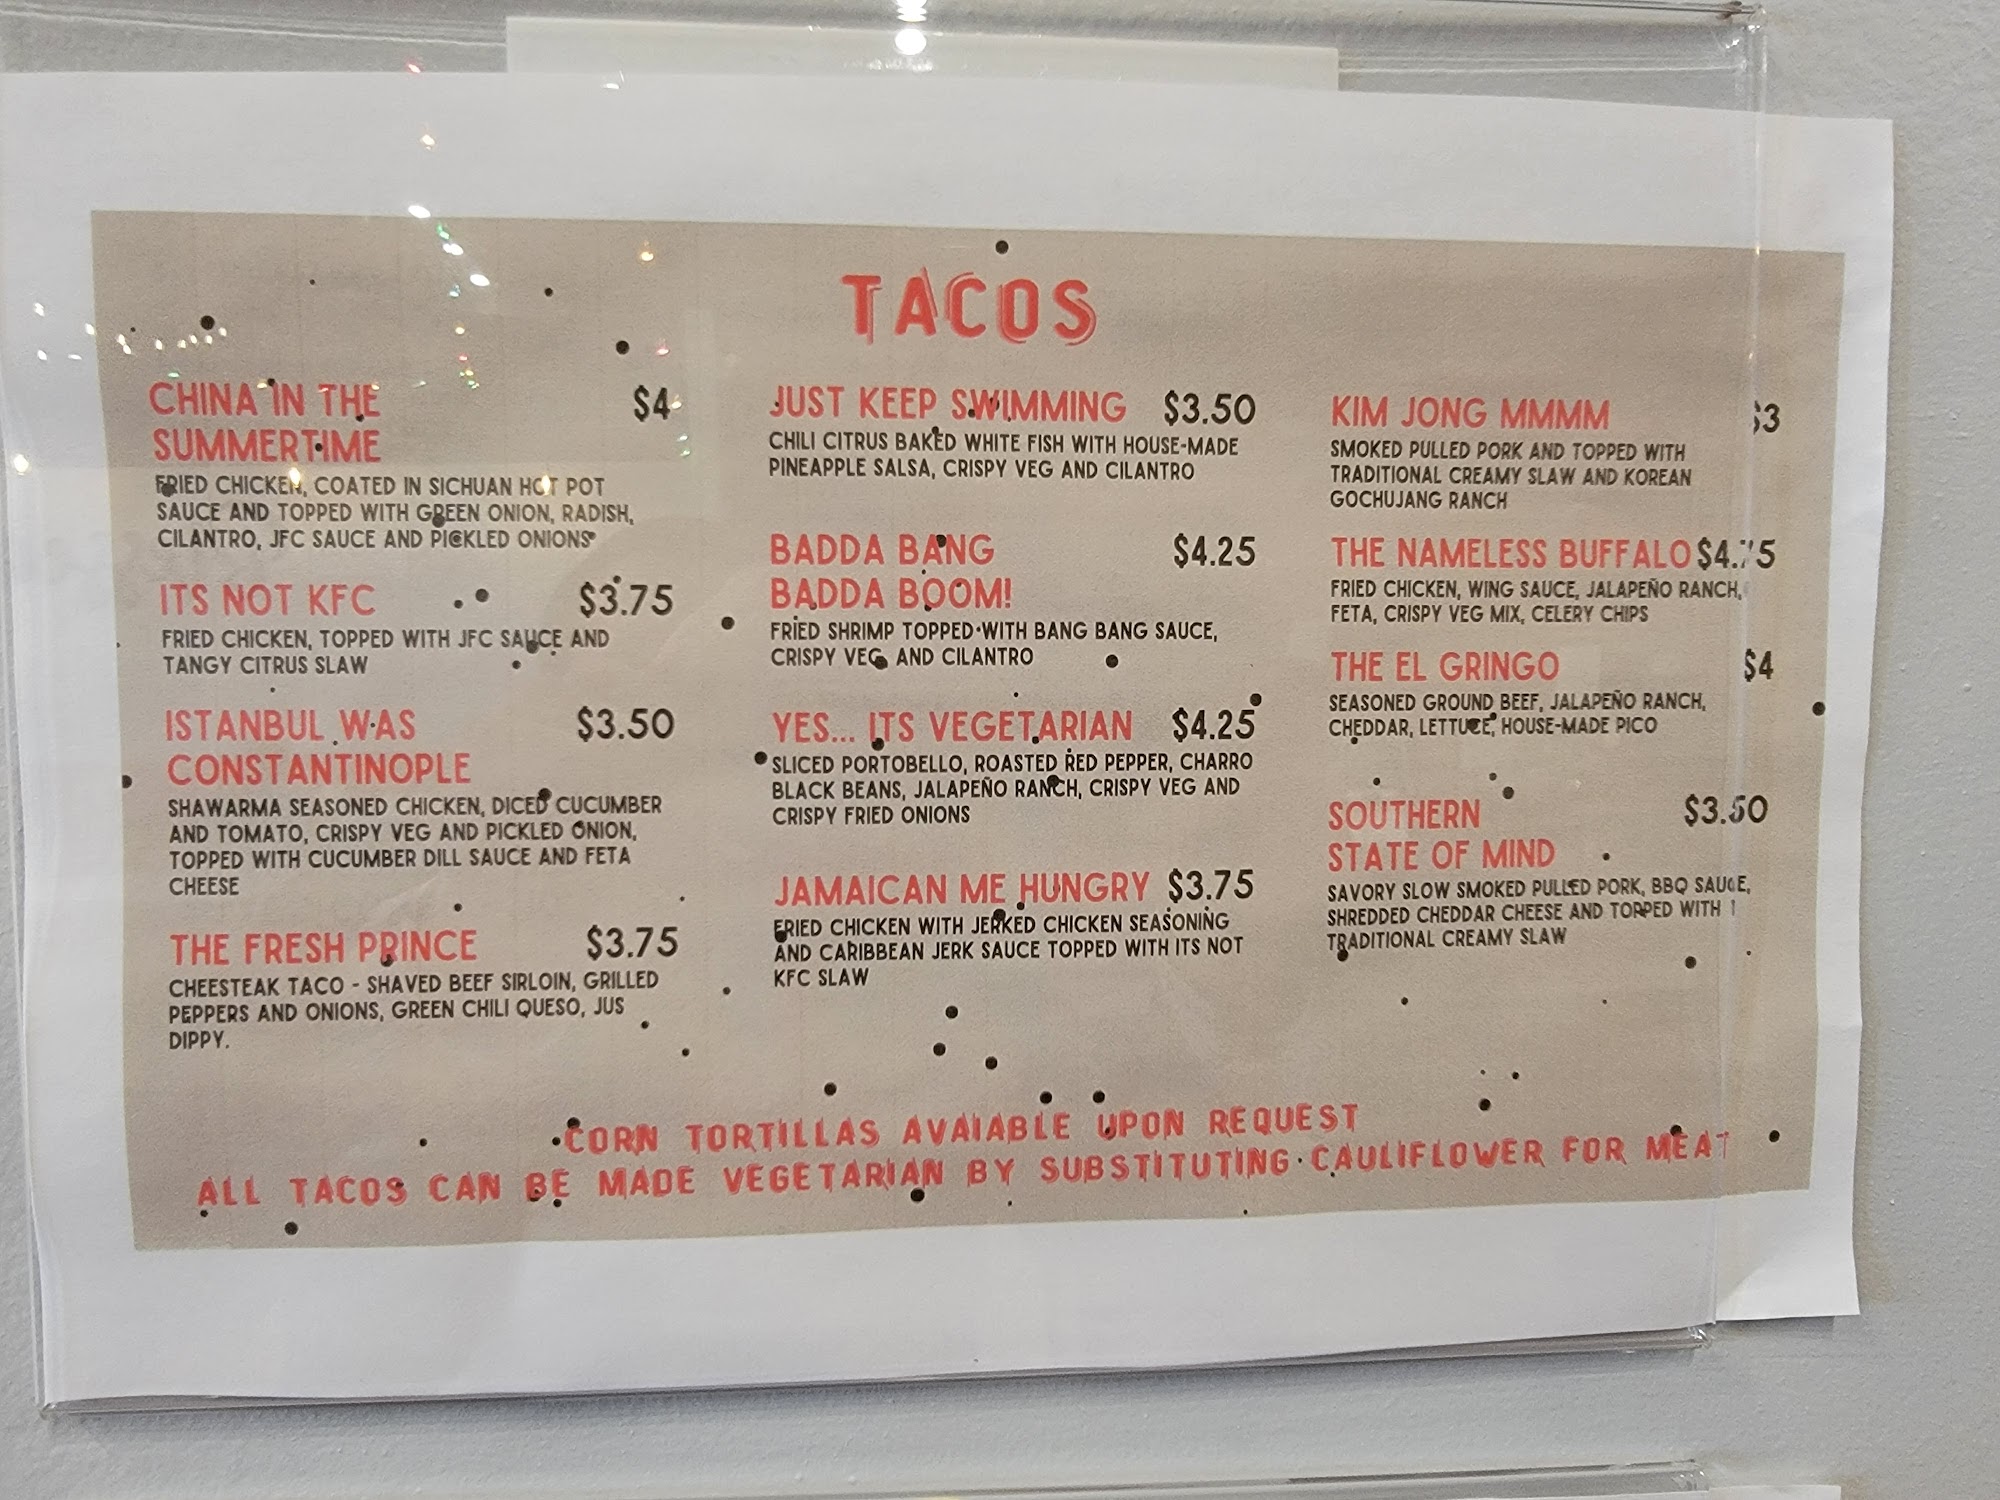 TACOS
CHINA IN THE $4
SUMMERTIME
FRIED CHICKEN, COATED IN SICHUAN HOT POT
SAUCE AND TOPPED WITH GREEN ONION, RADISH,
CILANTRO, JFC SAUCE AND PICKLED ONIONS
ITS NOT KFC $3.75
FRIED CHICKEN, TOPPED WITH JFC SAUCE AND
TANGY CITRUS SLAW
ISTANBUL WAS $3.50
CONSTANTINOPLE
SHAWARMA SEASONED CHICKEN, DICED CUCUMBER
AND TOMATO, CRISPY VEG AND PICKLED ONION,
TOPPED WITH CUCUMBER DILL SAUCE AND FETA
CHEESE
THE FRESH PRINCE $3.75
CHEESTEAK TACO - SHAVED BEEF SIRLOIN, GRILLED
PEPPERS AND ONIONS, GREEN CHILI QUESO, JUS
DIPPY.
JUST KEEP SWIMMING $3.50
CHILI CITRUS BAKED WHITE FISH WITH HOUSE-MADE
PINEAPPLE SALSA, CRISPY VEG AND CILANTRO
BADDA BANG $4.25
BADDA BOOM!
FRIED SHRIMP TOPPED WITH BANG BANG SAUCE,
CRISPY VEG, AND CILANTRO
YES... ITS VEGETARIAN $4.25
SLICED PORTOBELLO, ROASTED RED PEPPER, CHARRO
BLACK BEANS, JALAPEÑO RANCH, CRISPY VEG AND
CRISPY FRIED ONIONS
JAMAICAN ME HUNGRY $3.75
FRIED CHICKEN WITH JERKED CHICKEN SEASONING
AND CARIBBEAN JERK SAUCE TOPPED WITH ITS NOT
KFC SLAW
KIM JONG MMMM $3
SMOKED PULLED PORK AND TOPPED WITH
TRADITIONAL CREAMY SLAW AND KOREAN
GOCHUJANG RANCH
THE NAMELESS BUFFALO $4.75
FRIED CHICKEN, WING SAUCE, JALAPEÑO RANCH,
FETA, CRISPY VEG MIX, CELERY CHIPS
THE EL GRINGO $4
SEASONED GROUND BEEF, JALAPEÑO RANCH,
CHEDDAR, LETTUCE, HOUSE-MADE PICO
SOUTHERN $3.50
STATE OF MIND
SAVORY SLOW SMOKED PULLED PORK, BBQ SAUCE,
SHREDDED CHEDDAR CHEESE AND TOPPED WITH
TRADITIONAL CREAMY SLAW
CORN TORTILLAS AVAIABLE UPON REQUEST
ALL TACOS CAN BE MADE VEGETARIAN BY SUBSTITUTING CAULIFLOWER FOR MEAT